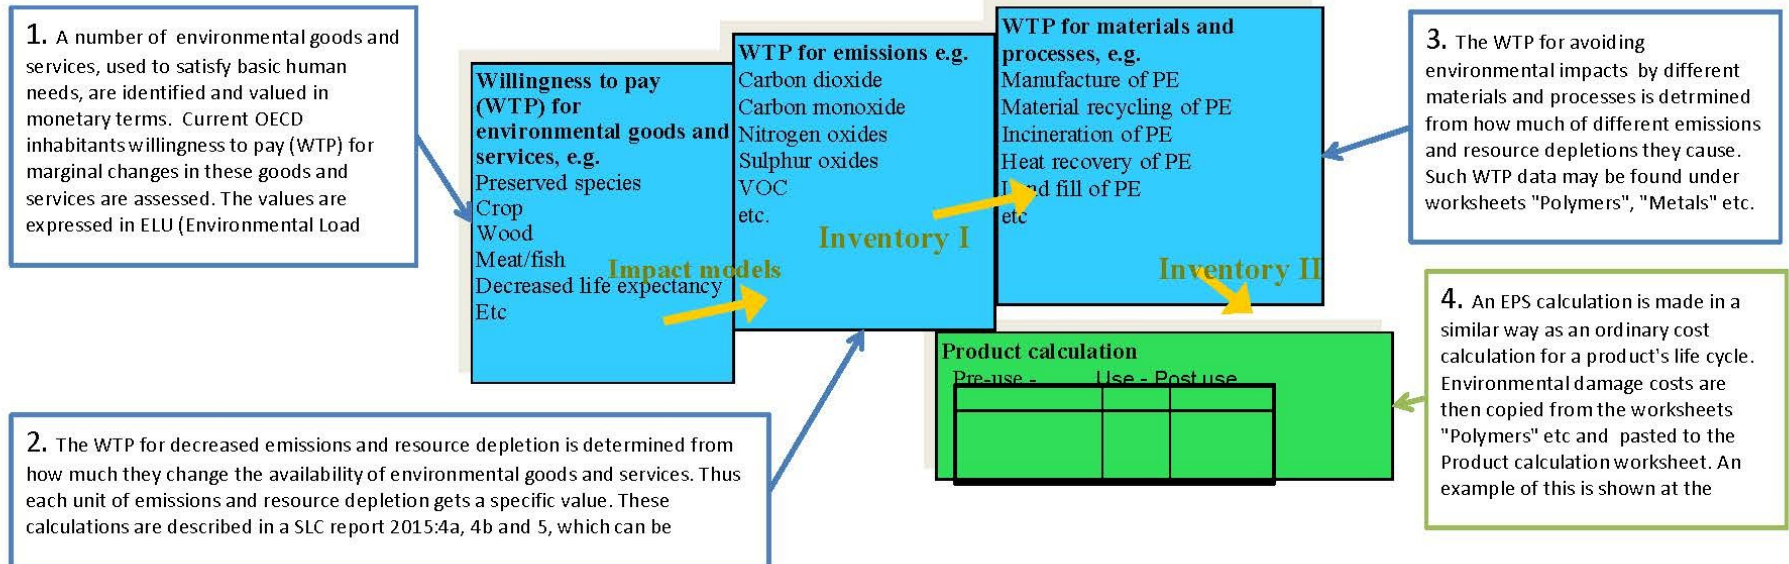 1. A number of environmental goods and
services, used to satisfy basic human
needs, are identified and valued in
monetary terms. Current OECD
inhabitants willingness to pay (WTP) for
marginal changes in these goods and
services are assessed. The values are
expressed in ELU (Environmental Load
Willingness to pay
(WTP) for
environmental goods and
services, e.g.
Preserved species
Crop
Wood
Meat/fish
Decreased life expectancy
Etc
Impact models
WTP for emissions e.g.
Carbon dioxide
Carbon monoxide
Nitrogen oxides
Sulphur oxides
VOC
etc.
Inventory I
WTP for materials and
processes, e.g.
Manufacture of PE
Material recycling of PE
Incineration of PE
Heat recovery of PE
Land fill of PE
etc
Inventory II
3. The WTP for avoiding
environmental impacts by different
materials and processes is detrmined
from how much of different emissions
and resource depletions they cause.
Such WTP data may be found under
worksheets "Polymers", "Metals" etc.
2. The WTP for decreased emissions and resource depletion is determined from
how much they change the availability of environmental goods and services. Thus
each unit of emissions and resource depletion gets a specific value. These
calculations are described in a SLC report 2015:4a, 4b and 5, which can be
Product calculation
Pre-use - Use - Post use
4. An EPS calculation is made in a
similar way as an ordinary cost
calculation for a product's life cycle.
Environmental damage costs are
then copied from the worksheets
"Polymers" etc and pasted to the
Product calculation worksheet. An
example of this is shown at the